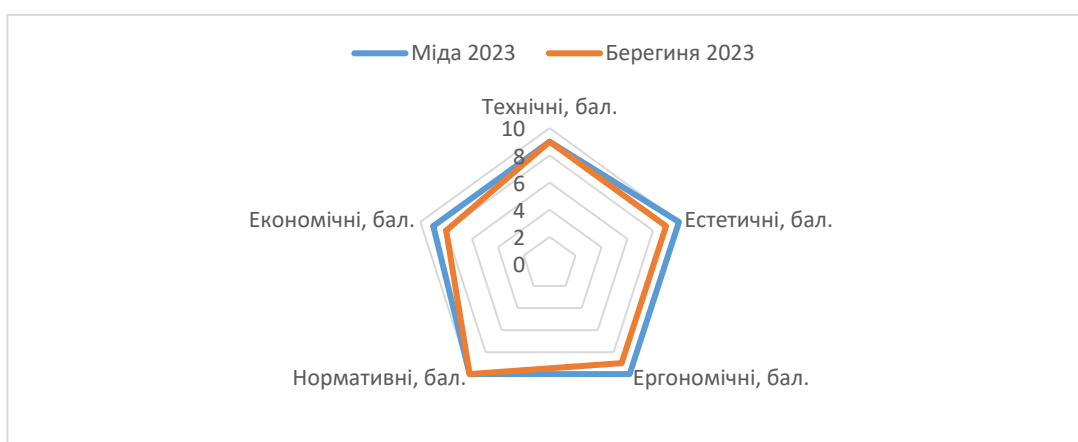 Міда 2023 Берегиня 2023
Технічні, бал.
10
8
6
4
2
0
Естетичні, бал.
Ергономічні, бал.
Нормативні, бал.
Економічні, бал.